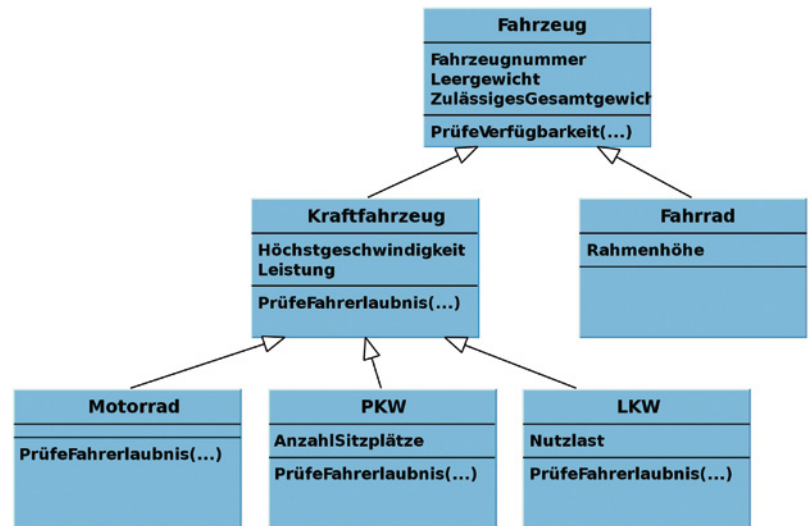 Fahrzeug
Fahrzeugnummer
Leergewicht
ZulässigesGesamtgewich
PrüfeVerfügbarkeit(...)
Kraftfahrzeug
Höchstgeschwindigkeit
Leistung
PrüfeFahrerlaubnis(...)
Fahrrad
Rahmenhöhe
Motorrad
PrüfeFahrerlaubnis(...)
PKW
AnzahlSitzplätze
PrüfeFahrerlaubnis(...)
LKW
Nutzlast
PrüfeFahrerlaubnis(...)